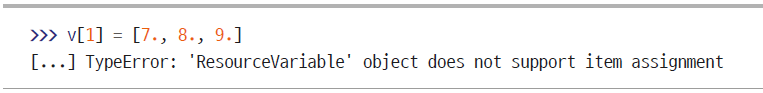 >>> v[1] = [7., 8., 9.]
[...] TypeError: 'ResourceVariable' object does not support item assignment